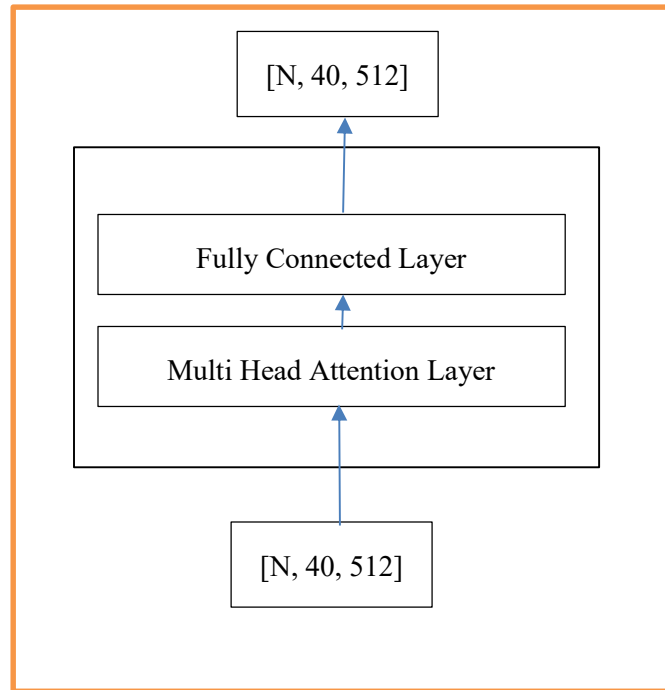 [N, 40, 512]
Fully Connected Layer
Multi Head Attention Layer
[N, 40, 512]